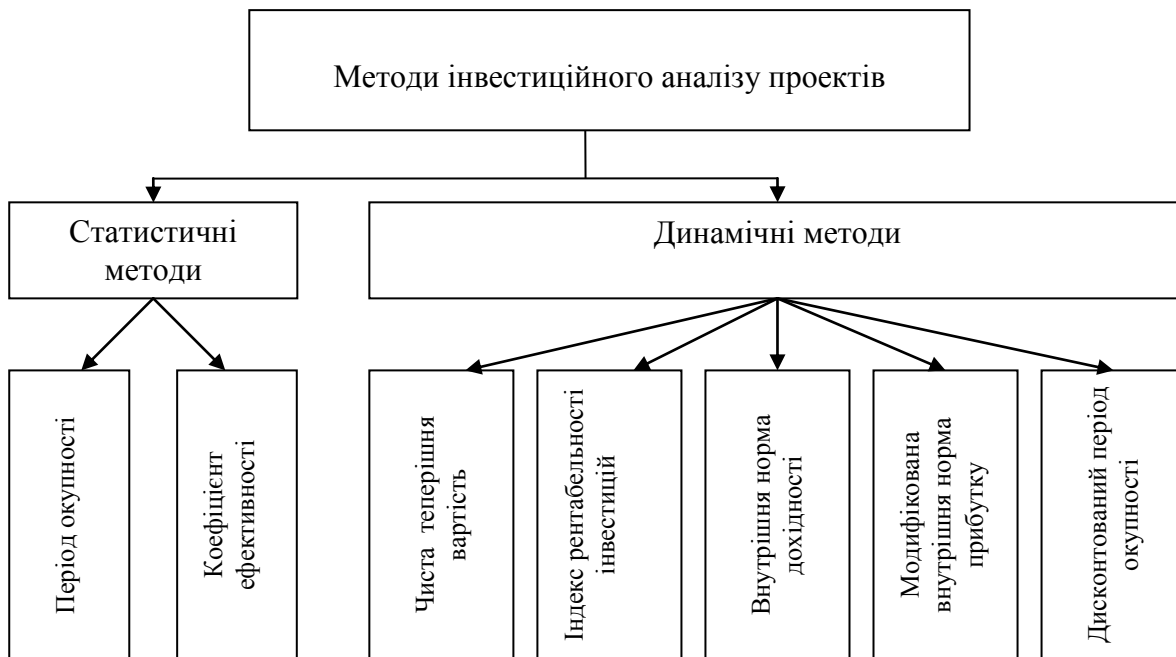 Методи інвестиційного аналізу проектів
Статистичні
методи
Динамічні методи
Період окупності
Коефіцієнт
ефективності
Чиста теперішня
вартість
Індекс рентабельності
інвестицій
Внутрішня норма
дохідності
Модифікована
внутрішня норма
прибутку
Дисконтований період
окупності